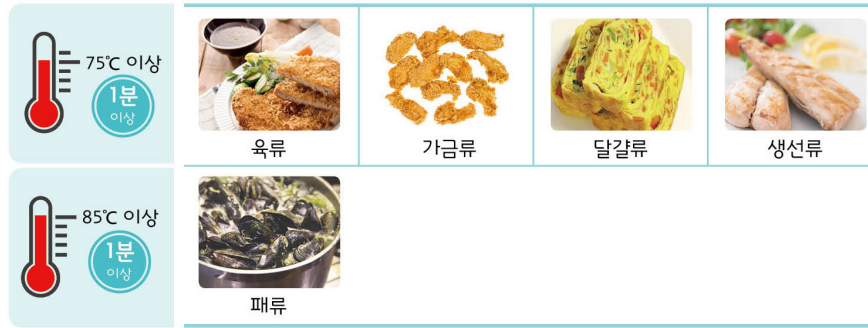 75℃ 이상
1분
이상
육류
가금류
달걀류
생선류
85℃ 이상
1분
이상
패류